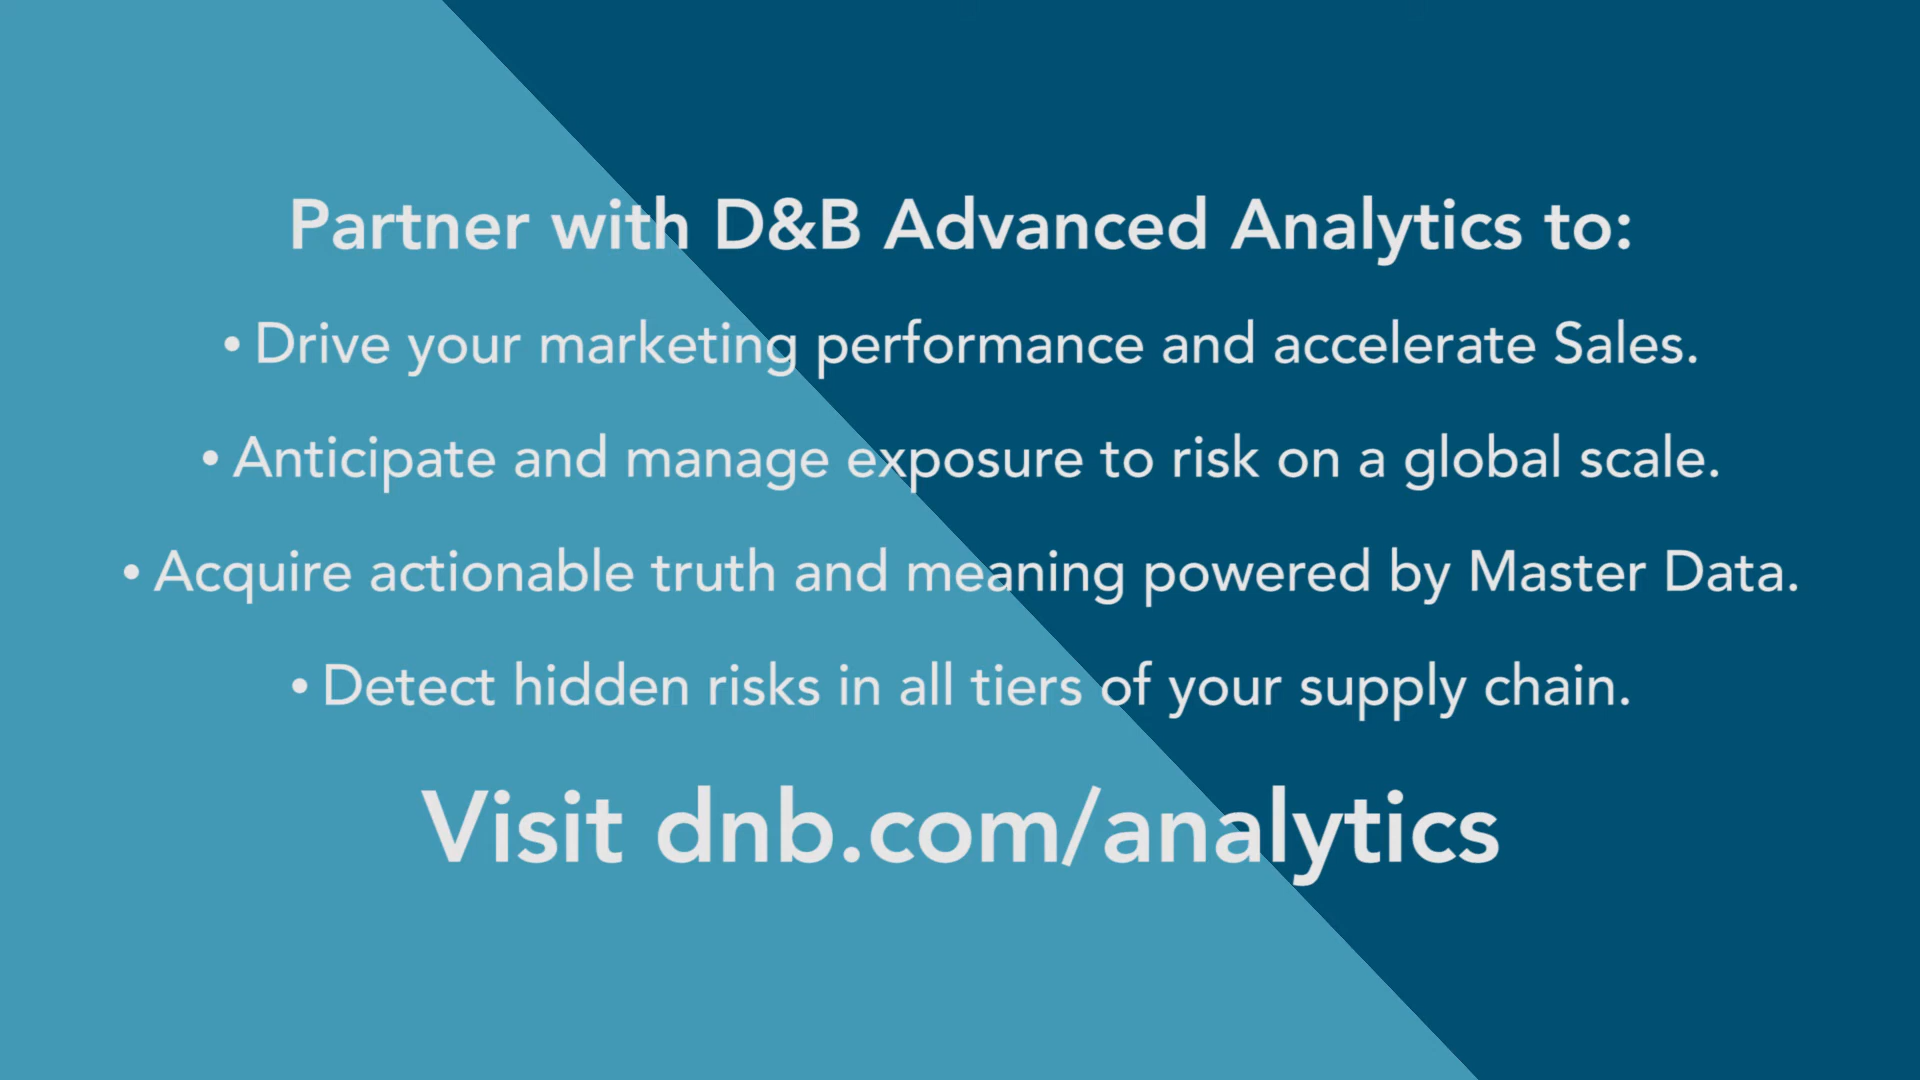 Partner with D&B Advanced Analytics to:
• Drive your marketing performance and accelerate Sales.
• Anticipate and manage exposure to risk on a global scale.
• Acquire actionable truth and meaning powered by Master Data.
• Detect hidden risks in all tiers of your supply chain.
Visit dnb.com/analytics